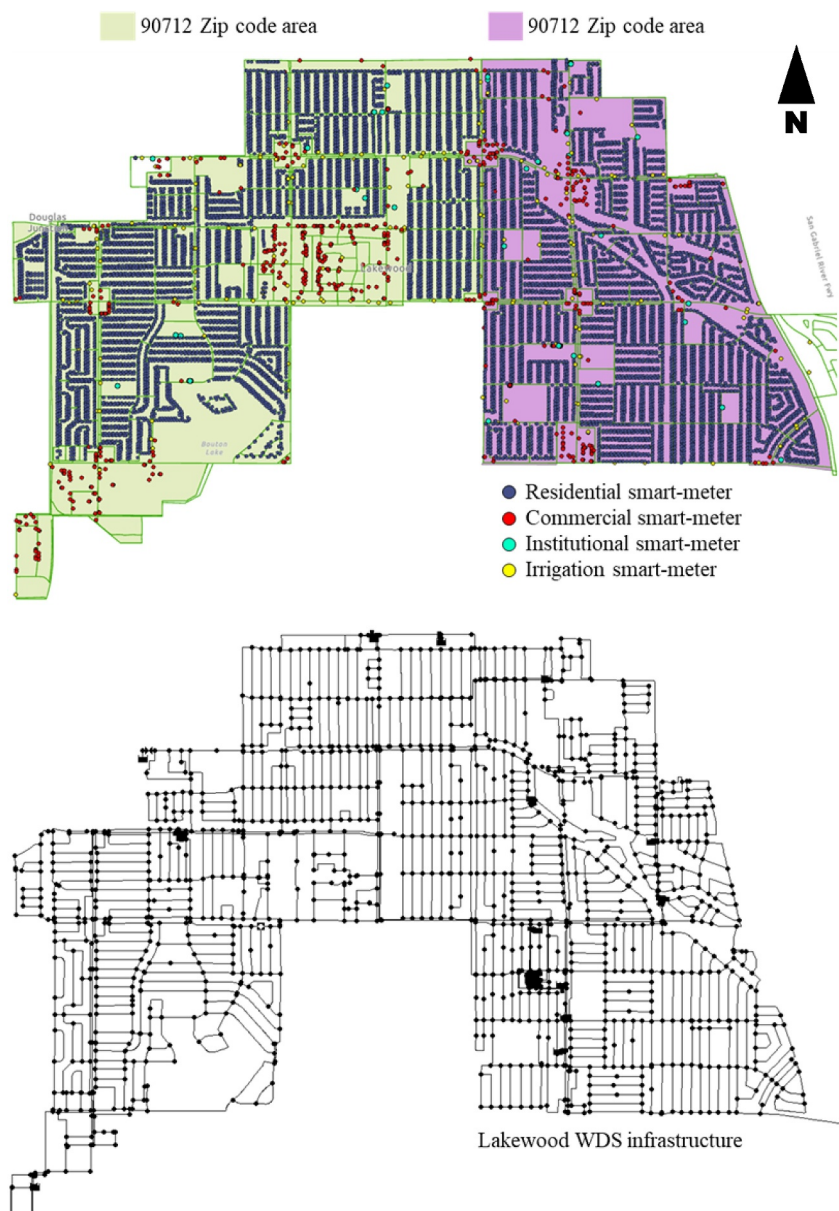 90712 Zip code area
90712 Zip code area
N
Douglas
Junction
Lakewood
San Gabriel River Fwy
Bouton
Lake
Residential smart-meter
Commercial smart-meter
Institutional smart-meter
Irrigation smart-meter
Lakewood WDS infrastructure